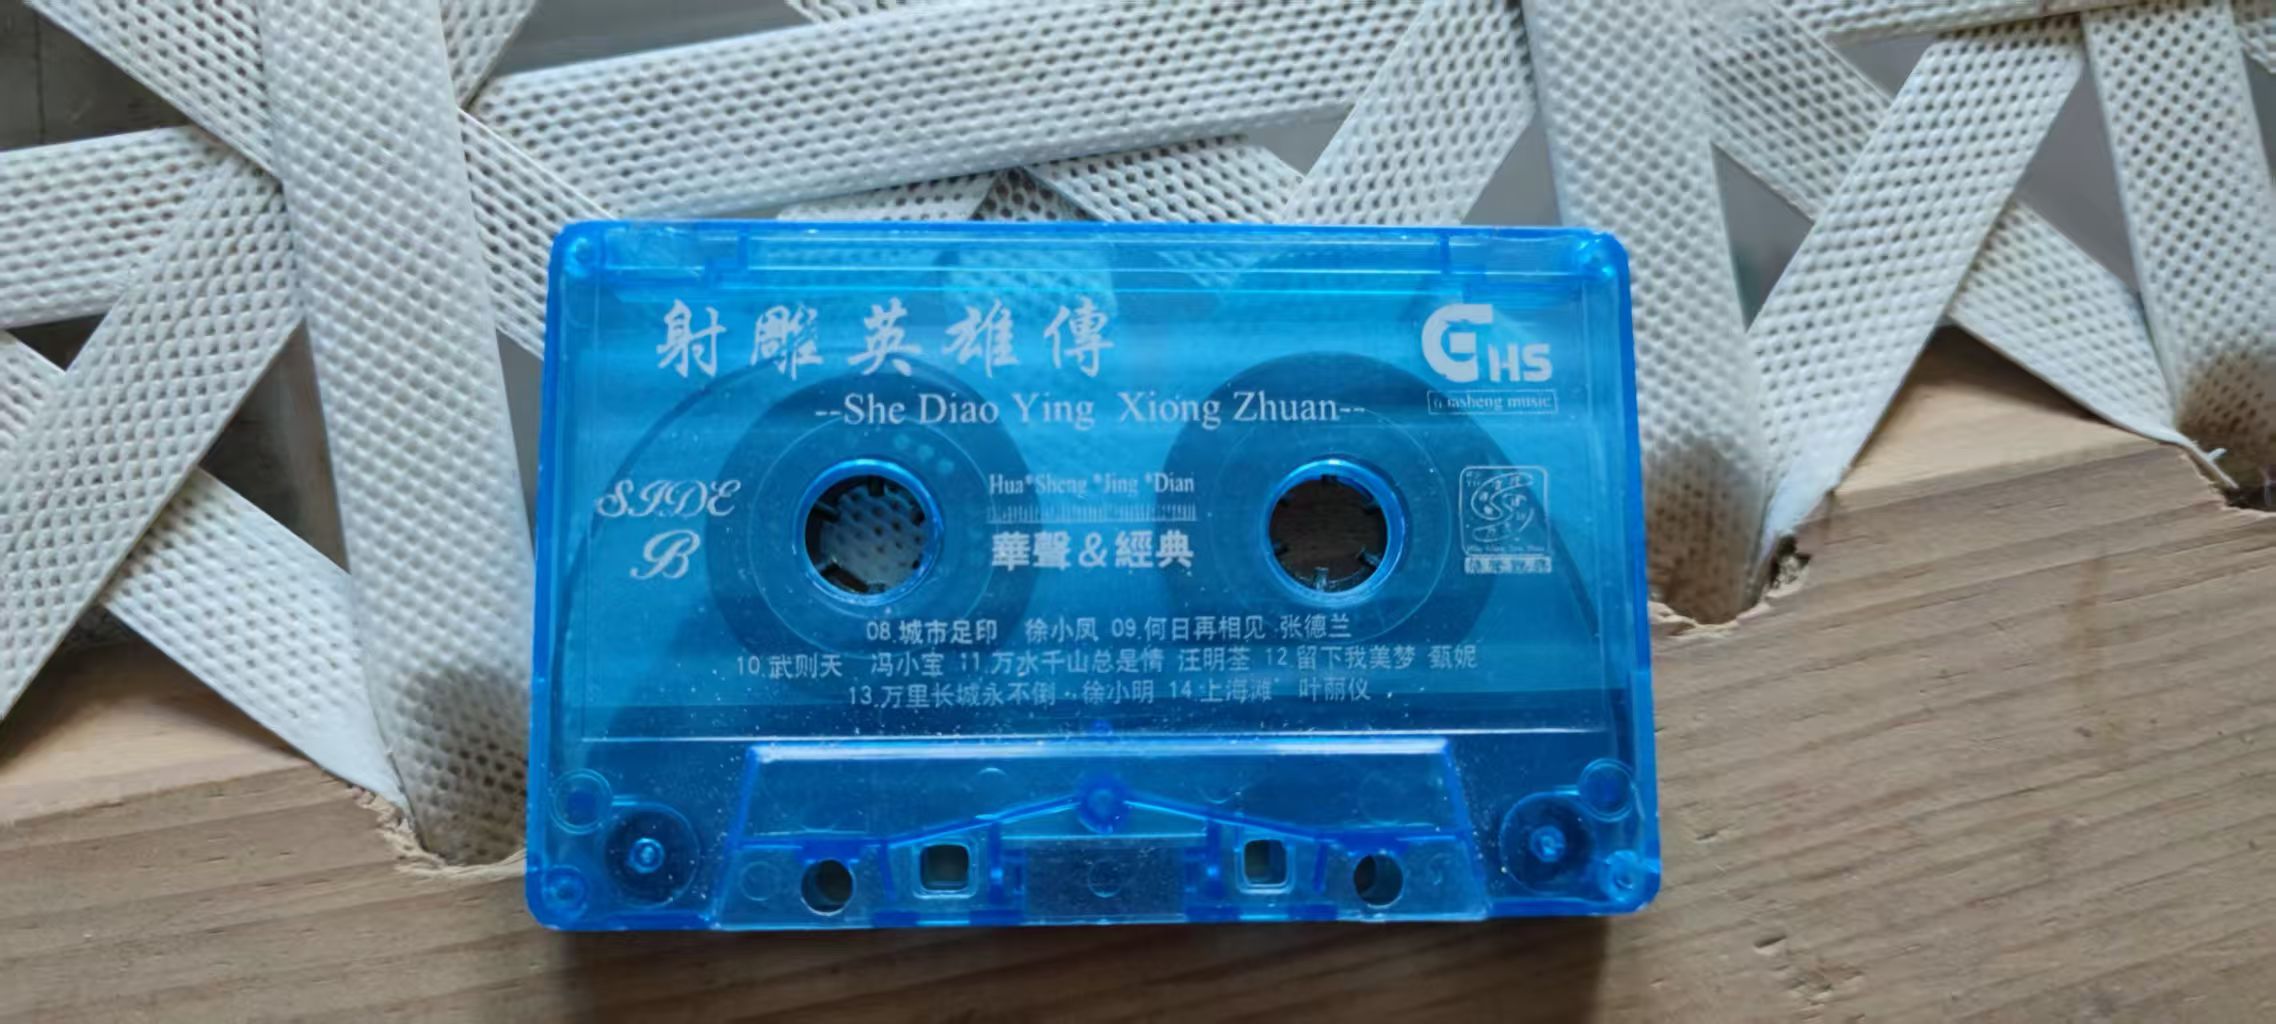 射雕英雄傳
--She Diao Ying Xiong Zhuan--
GHS
SIDE
B
Hua*Sheng *Jing *Dian
華聲&經典
08.城市足印 徐小凤 09.何日再相见 张德兰
10.武则天 冯小宝 11.万水千山总是情 汪明荃 12.留下我美梦 甄妮
13.万里长城永不倒 徐小明 14.上海滩 叶丽仪